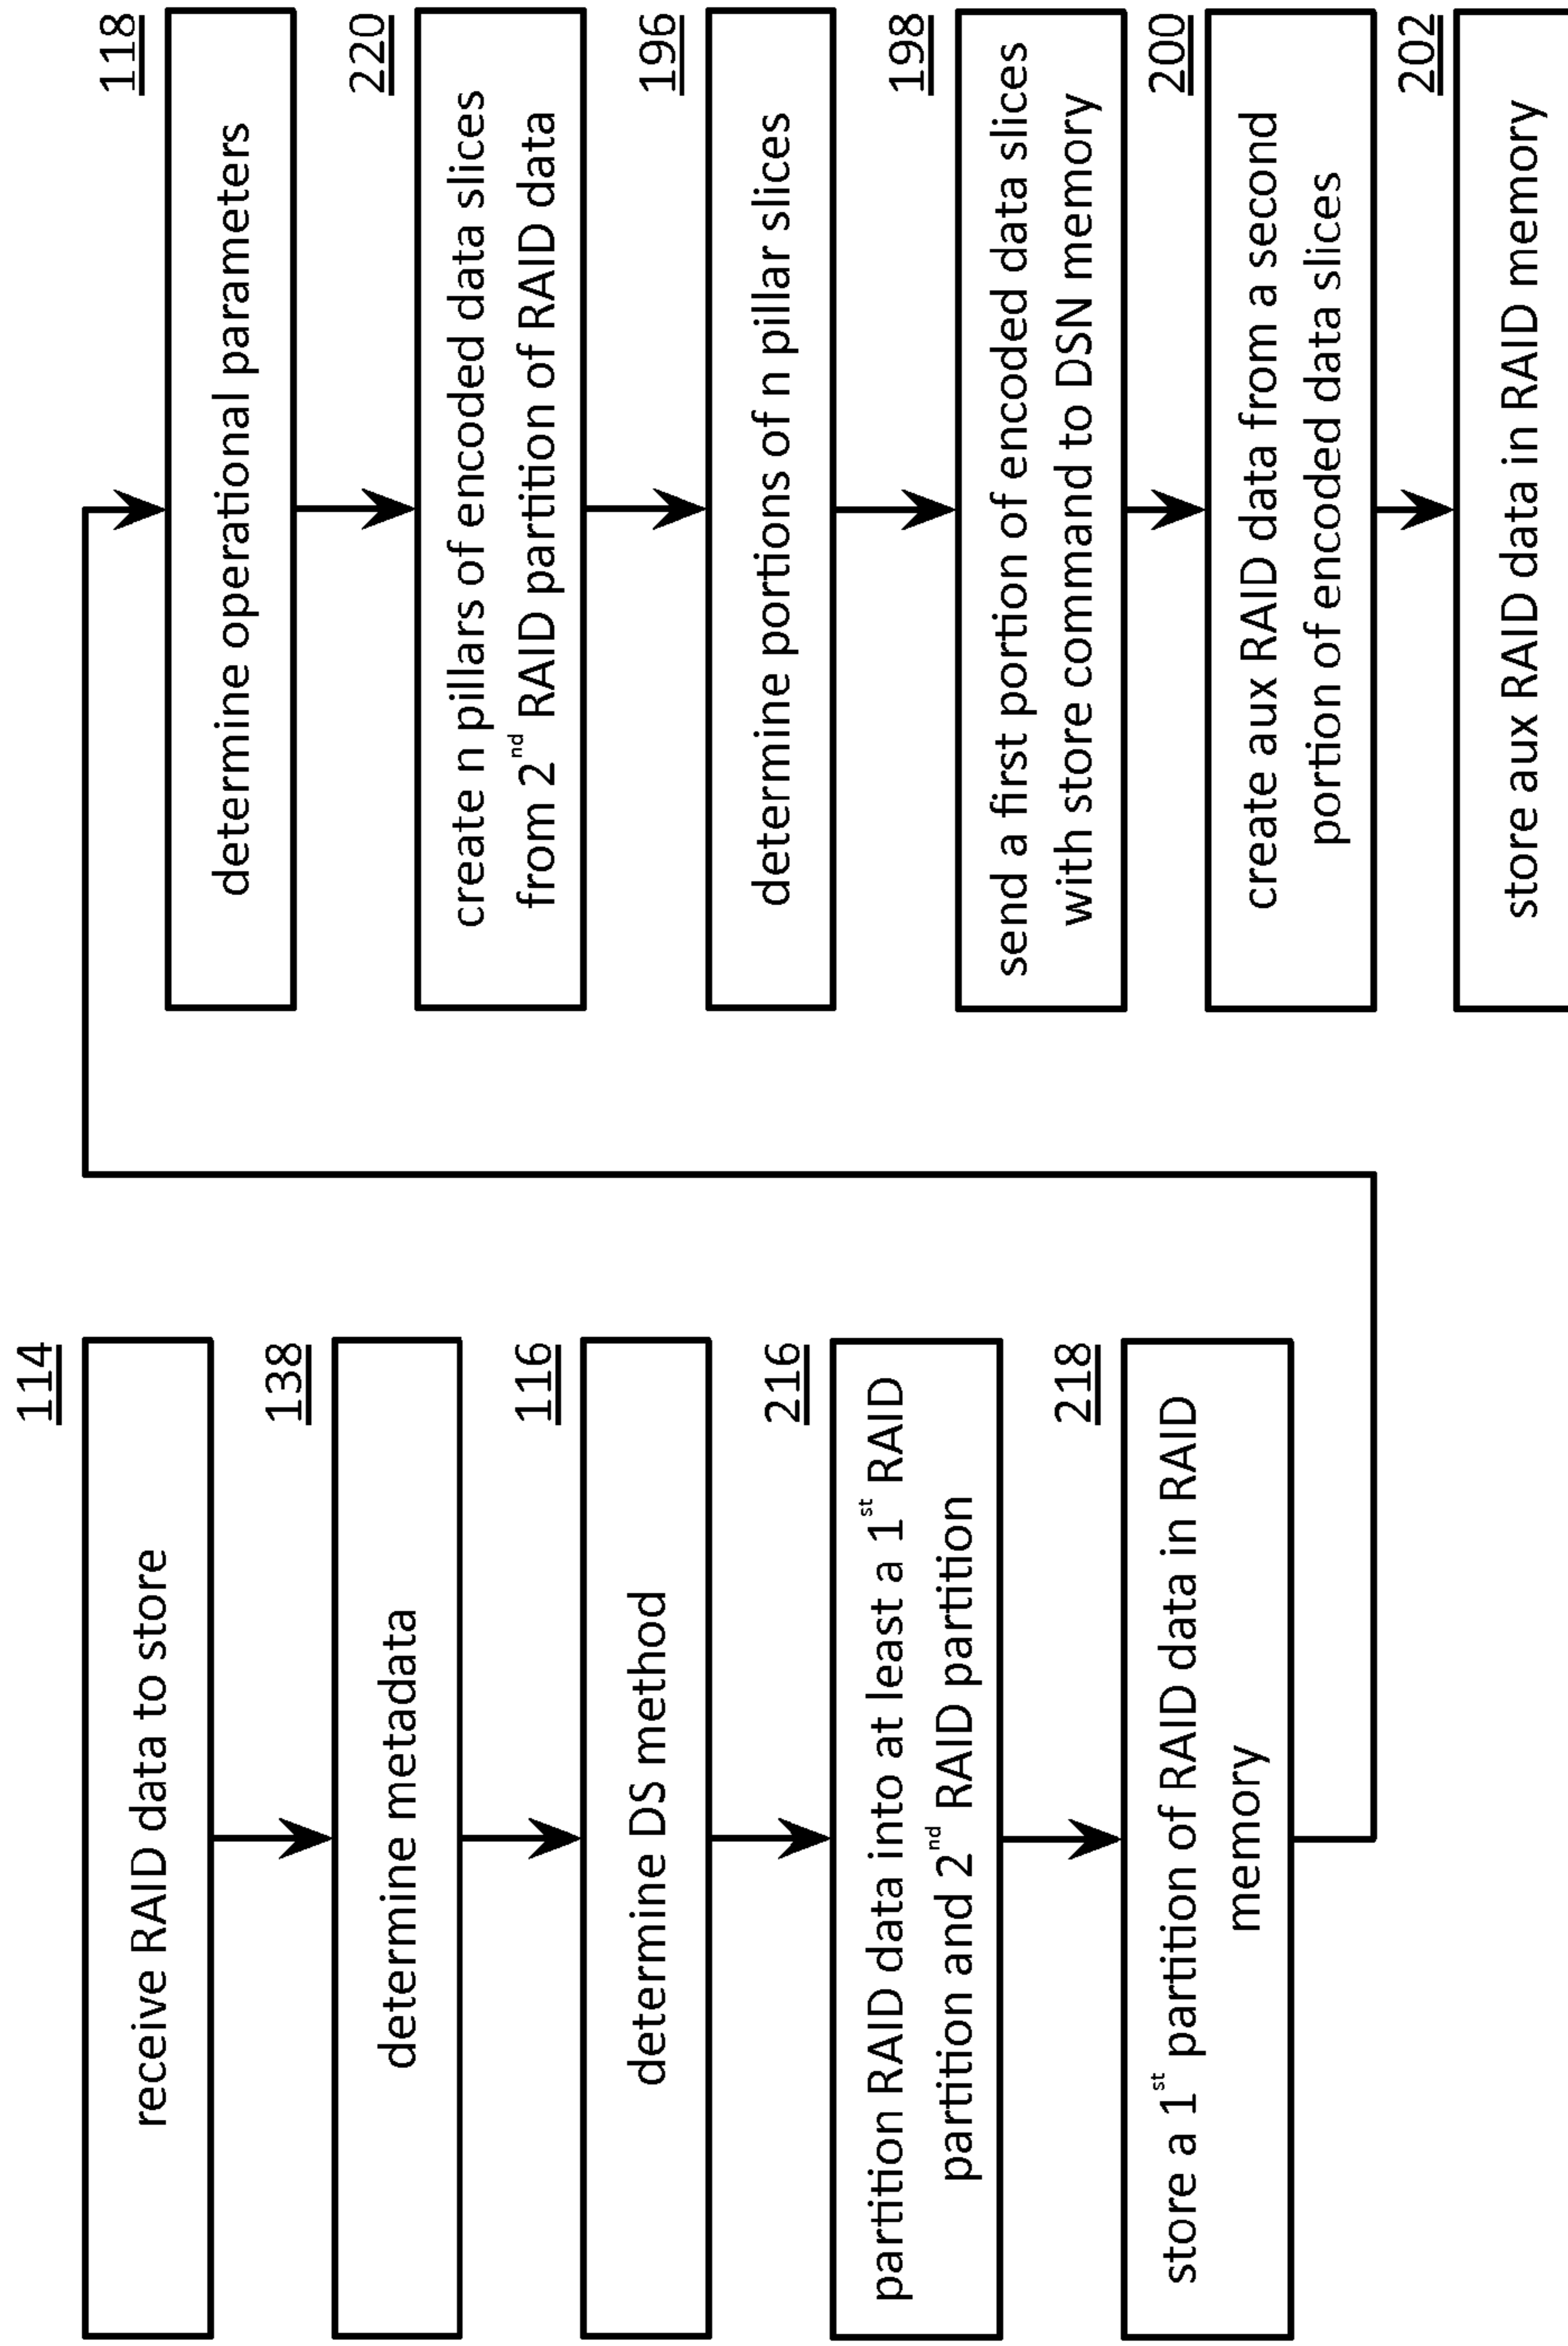 114
receive RAID data to store
138
determine metadata
116
determine DS method
216
partition RAID data into at least a 1st RAID
partition and 2nd RAID partition
218
store a 1st partition of RAID data in RAID
memory
118
determine operational parameters
220
create n pillars of encoded data slices
from 2nd RAID partition of RAID data
196
determine portions of n pillar slices
198
send a first portion of encoded data slices
with store command to DSN memory
200
create aux RAID data from a second
portion of encoded data slices
202
store aux RAID data in RAID memory